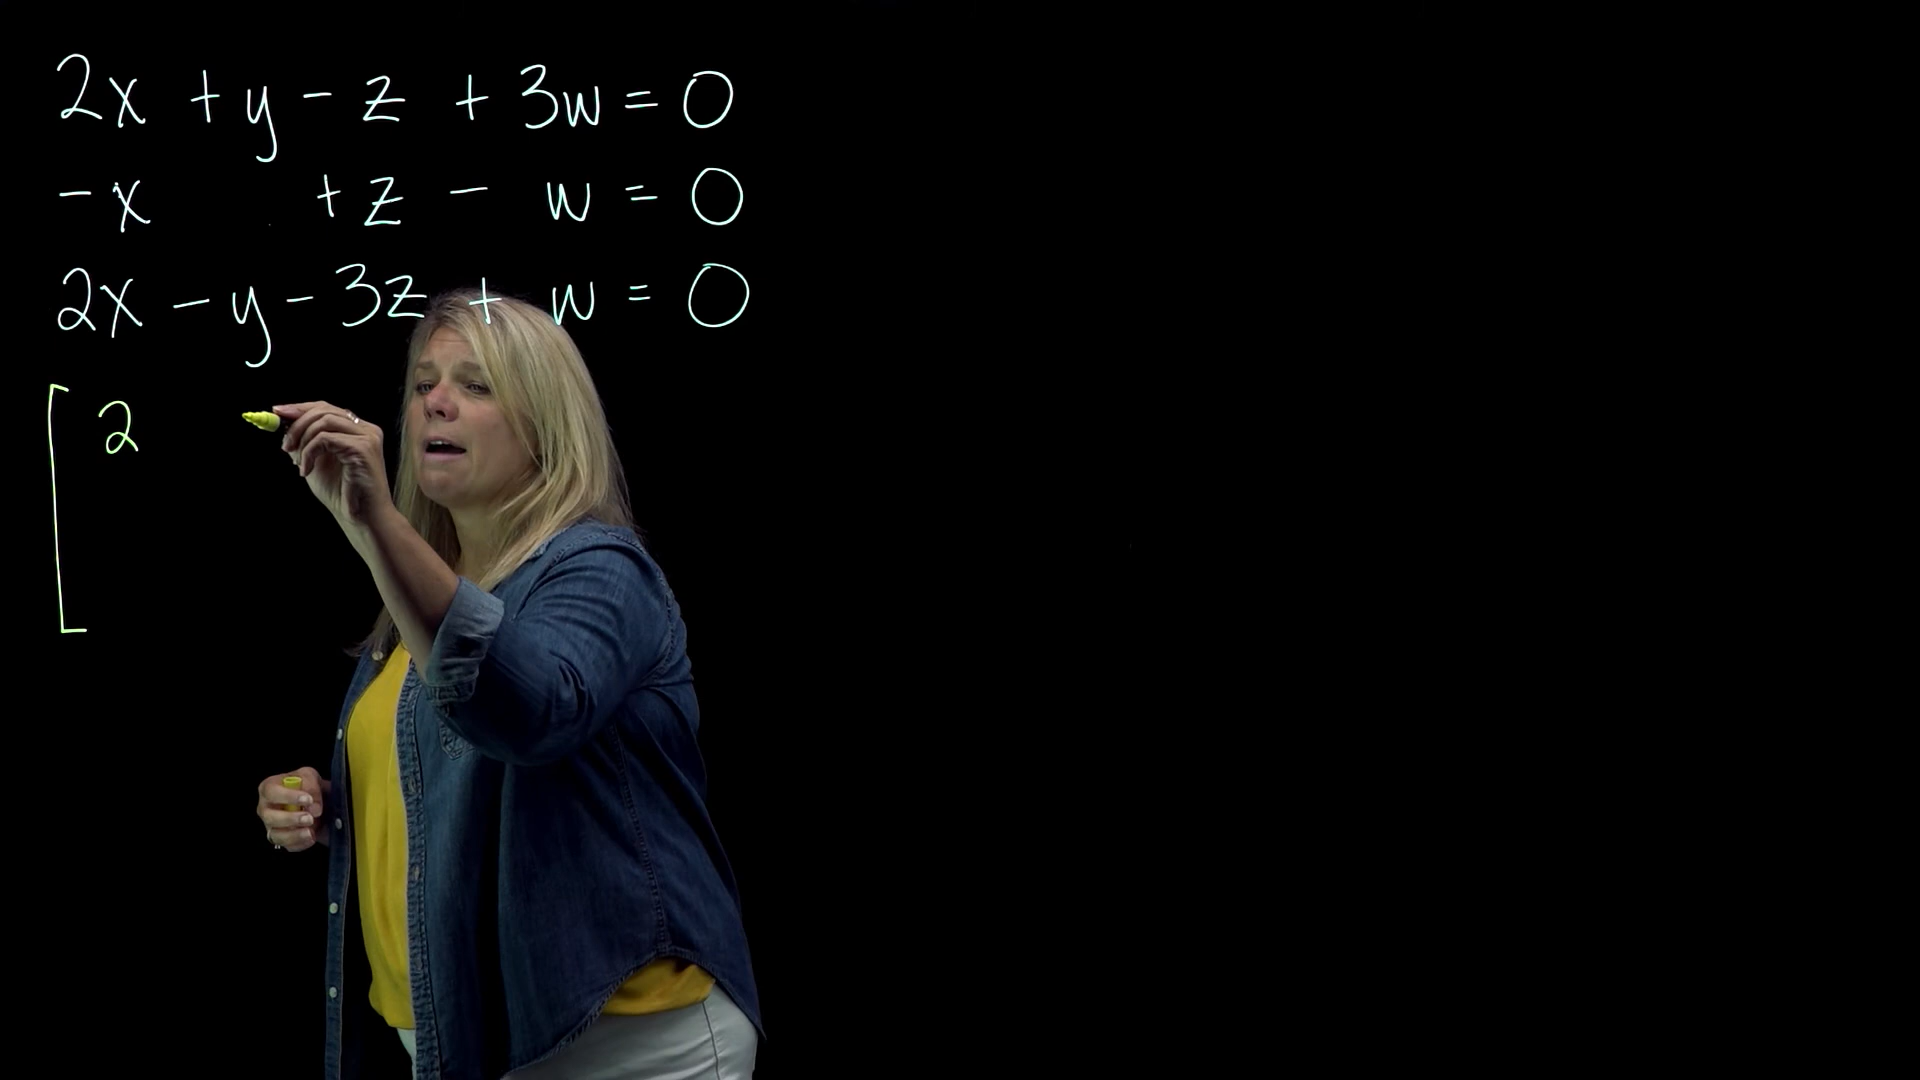 2x + y - z + 3w = 0
-x + z - w = 0
2x - y - 3z + w = 0
[ 2